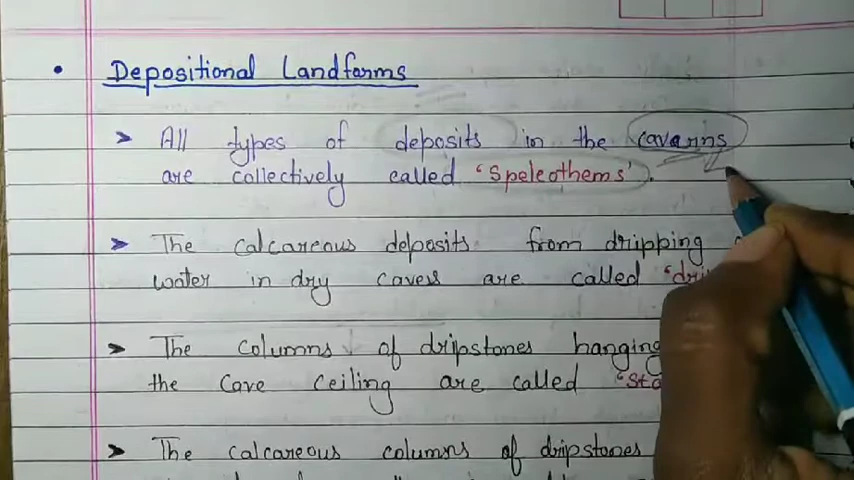 • Depositional Landforms
➤ All types of deposits in the cavarns
are collectively called ‘Speleothems’.
➤ The calcareous deposits from dripping
water in dry caves are called
➤ The columns of dripstones hanging
the cave ceiling are called
➤ The calcareous columns of dripstones